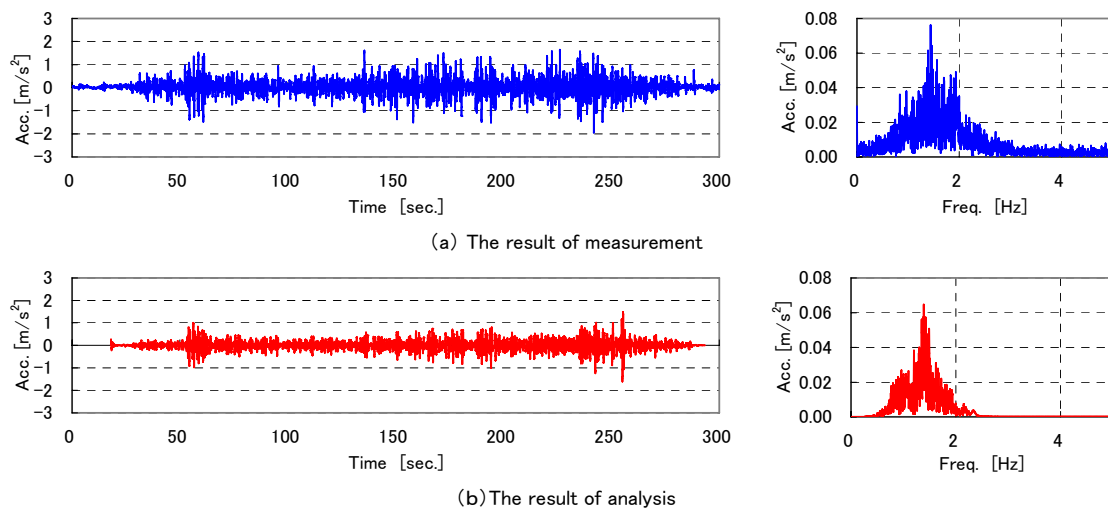 3
2
1
0
−1
−2
−3
Acc. [m/s²]
0 50 100 150 200 250 300
Time [sec.]
0.08
0.06
0.04
0.02
0.00
Acc. [m/s²]
0 2 4
Freq. [Hz]
(a) The result of measurement
3
2
1
0
−1
−2
−3
Acc. [m/s²]
0 50 100 150 200 250 300
Time [sec.]
0.08
0.06
0.04
0.02
0.00
Acc. [m/s²]
0 2 4
Freq. [Hz]
(b)The result of analysis